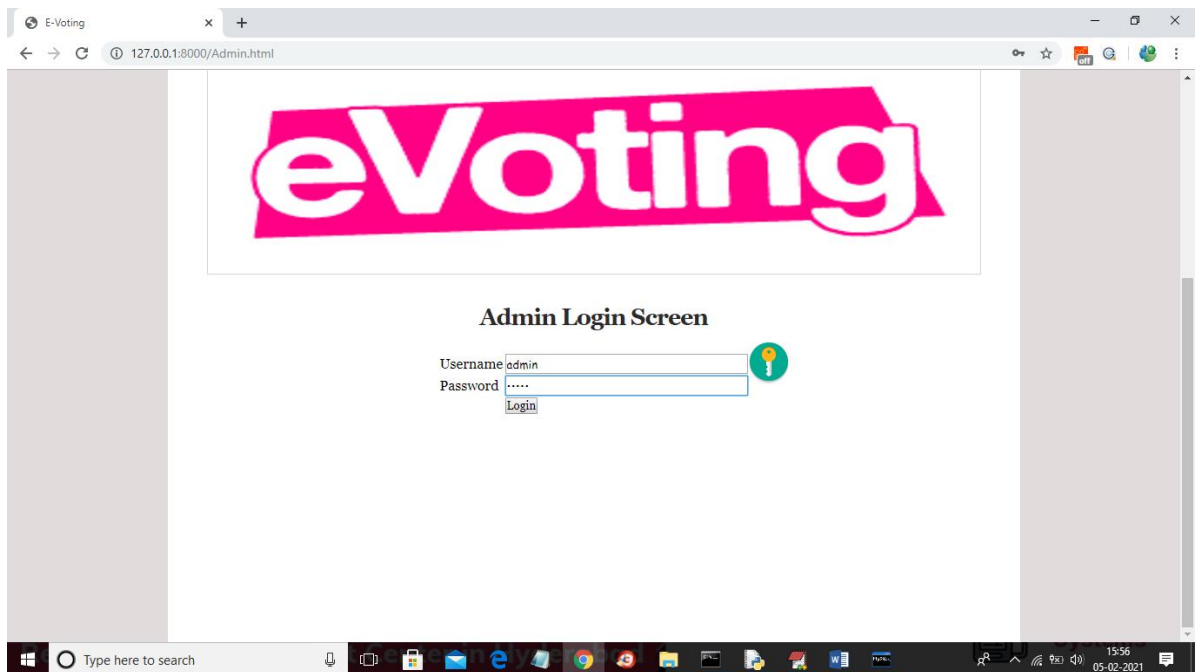 E-Voting
127.0.0.1:8000/Admin.html
off
eVoting
Admin Login Screen
Username admin
Password •••••
Login
Type here to search
15:56
05-02-2021